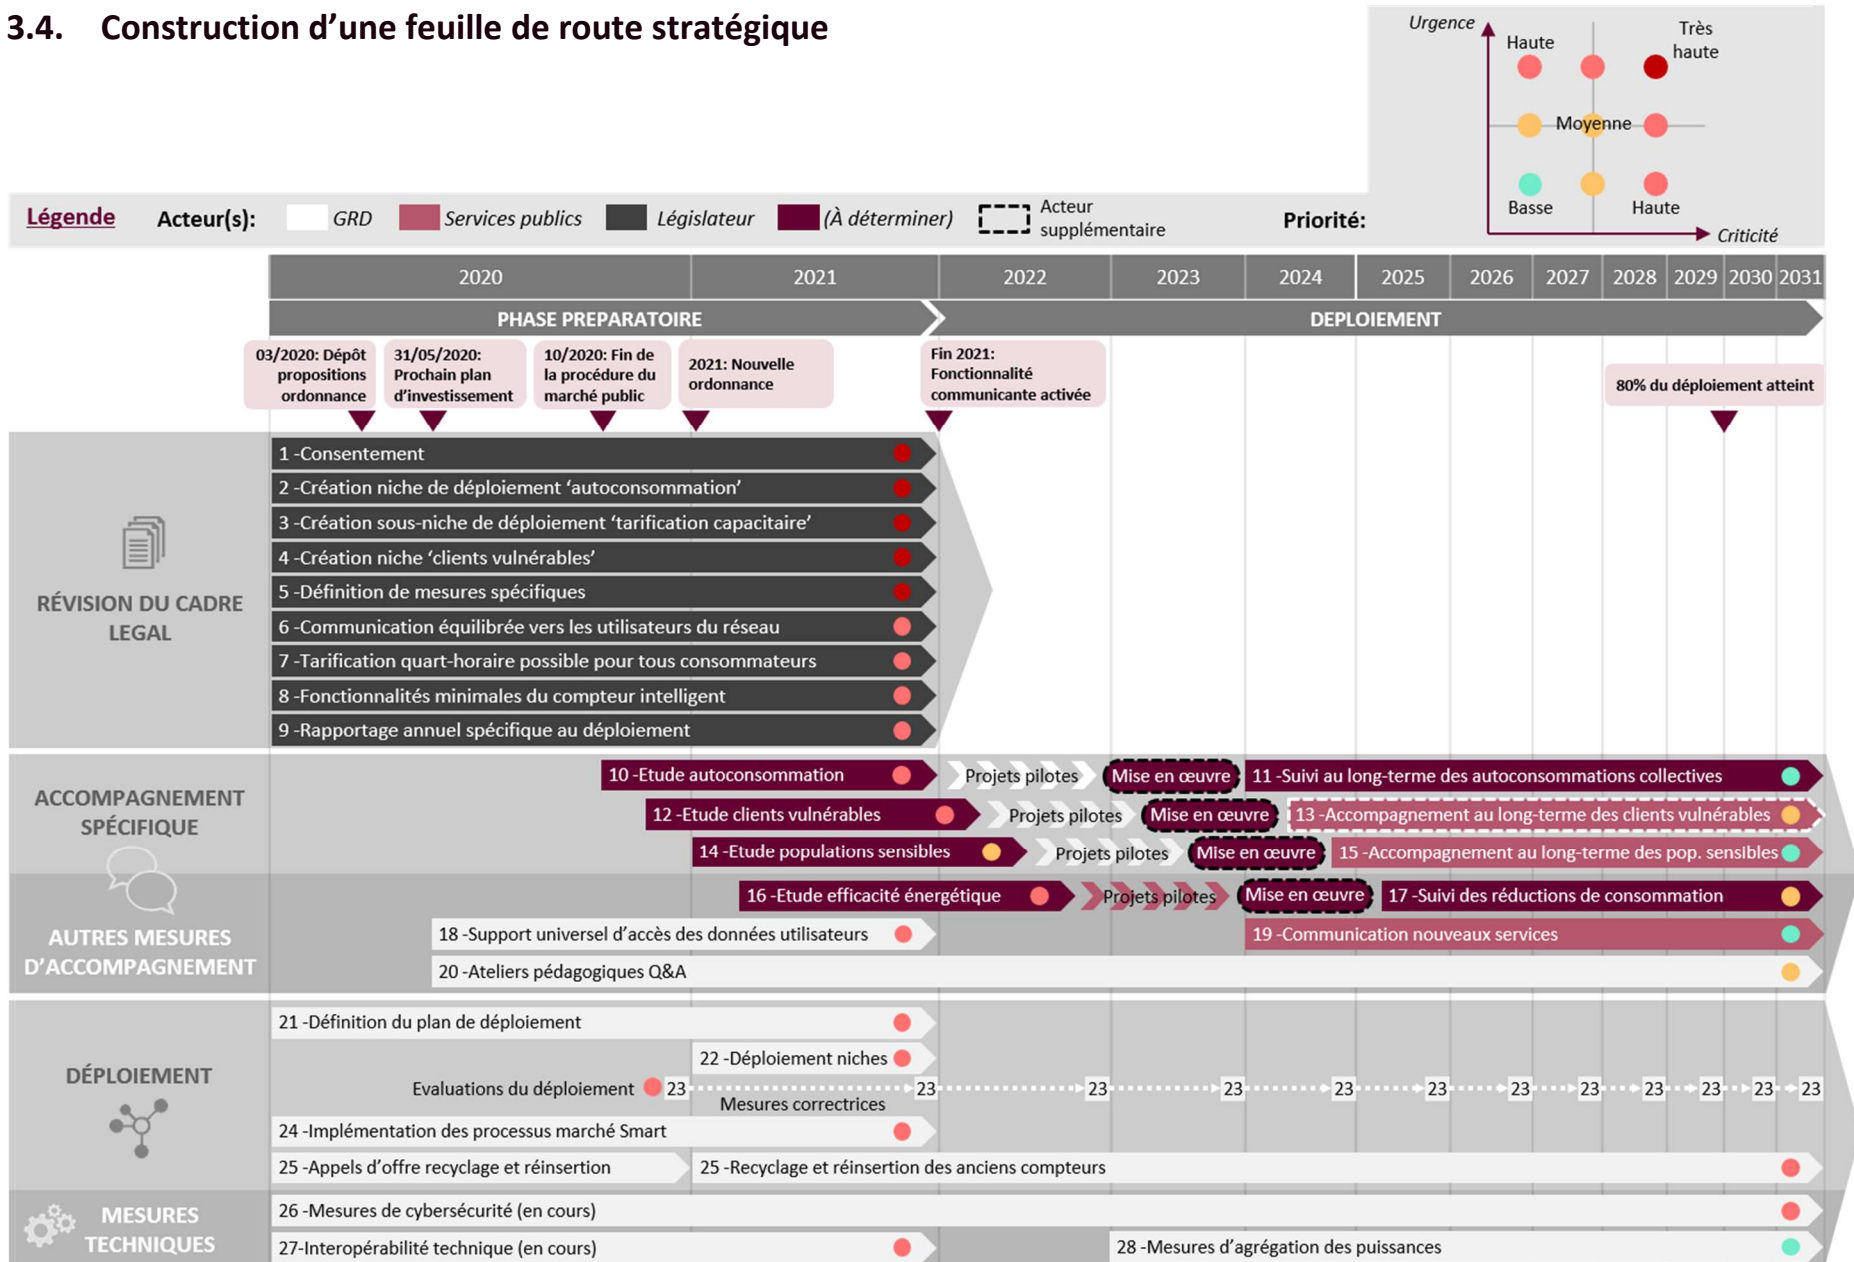 3.4. Construction d’une feuille de route stratégique
Urgence
Haute
Très
haute
Moyenne
Basse
Haute
Criticité
Légende
Acteur(s):
GRD
Services publics
Législateur
(À déterminer)
Acteur
supplémentaire
Priorité:
2020 2021 2022 2023 2024 2025 2026 2027 2028 2029 2030 2031
PHASE PREPARATOIRE
DEPLOIEMENT
03/2020: Dépôt
propositions
ordonnance
31/05/2020:
Prochain plan
d’investissement
10/2020: Fin de
la procédure du
marché public
2021: Nouvelle
ordonnance
Fin 2021:
Fonctionnalité
communicante activée
80% du déploiement atteint
RÉVISION DU CADRE
LEGAL
1 -Consentement
2 -Création niche de déploiement ‘autoconsommation’
3 -Création sous-niche de déploiement ‘tarification capacitaire’
4 -Création niche ‘clients vulnérables’
5 -Définition de mesures spécifiques
6 -Communication équilibrée vers les utilisateurs du réseau
7 -Tarification quart-horaire possible pour tous consommateurs
8 -Fonctionnalités minimales du compteur intelligent
9 -Rapportage annuel spécifique au déploiement
ACCOMPAGNEMENT
SPÉCIFIQUE
10 -Etude autoconsommation
Projets pilotes
Mise en œuvre
11 -Suivi au long-terme des autoconsommations collectives
12 -Etude clients vulnérables
Projets pilotes
Mise en œuvre
13 -Accompagnement au long-terme des clients vulnérables
14 -Etude populations sensibles
Projets pilotes
Mise en œuvre
15 -Accompagnement au long-terme des pop. sensibles
AUTRES MESURES
D’ACCOMPAGNEMENT
16 -Etude efficacité énergétique
Projets pilotes
Mise en œuvre
17 -Suivi des réductions de consommation
18 -Support universel d’accès des données utilisateurs
19 -Communication nouveaux services
20 -Ateliers pédagogiques Q&A
DÉPLOIEMENT
21 -Définition du plan de déploiement
22 -Déploiement niches
Evaluations du déploiement
23 23 23 23 23 23 23 23 23 23 23 23
Mesures correctrices
24 -Implémentation des processus marché Smart
25 -Appels d’offre recyclage et réinsertion
25 -Recyclage et réinsertion des anciens compteurs
MESURES
TECHNIQUES
26 -Mesures de cybersécurité (en cours)
27-Interopérabilité technique (en cours)
28 -Mesures d’agrégation des puissances